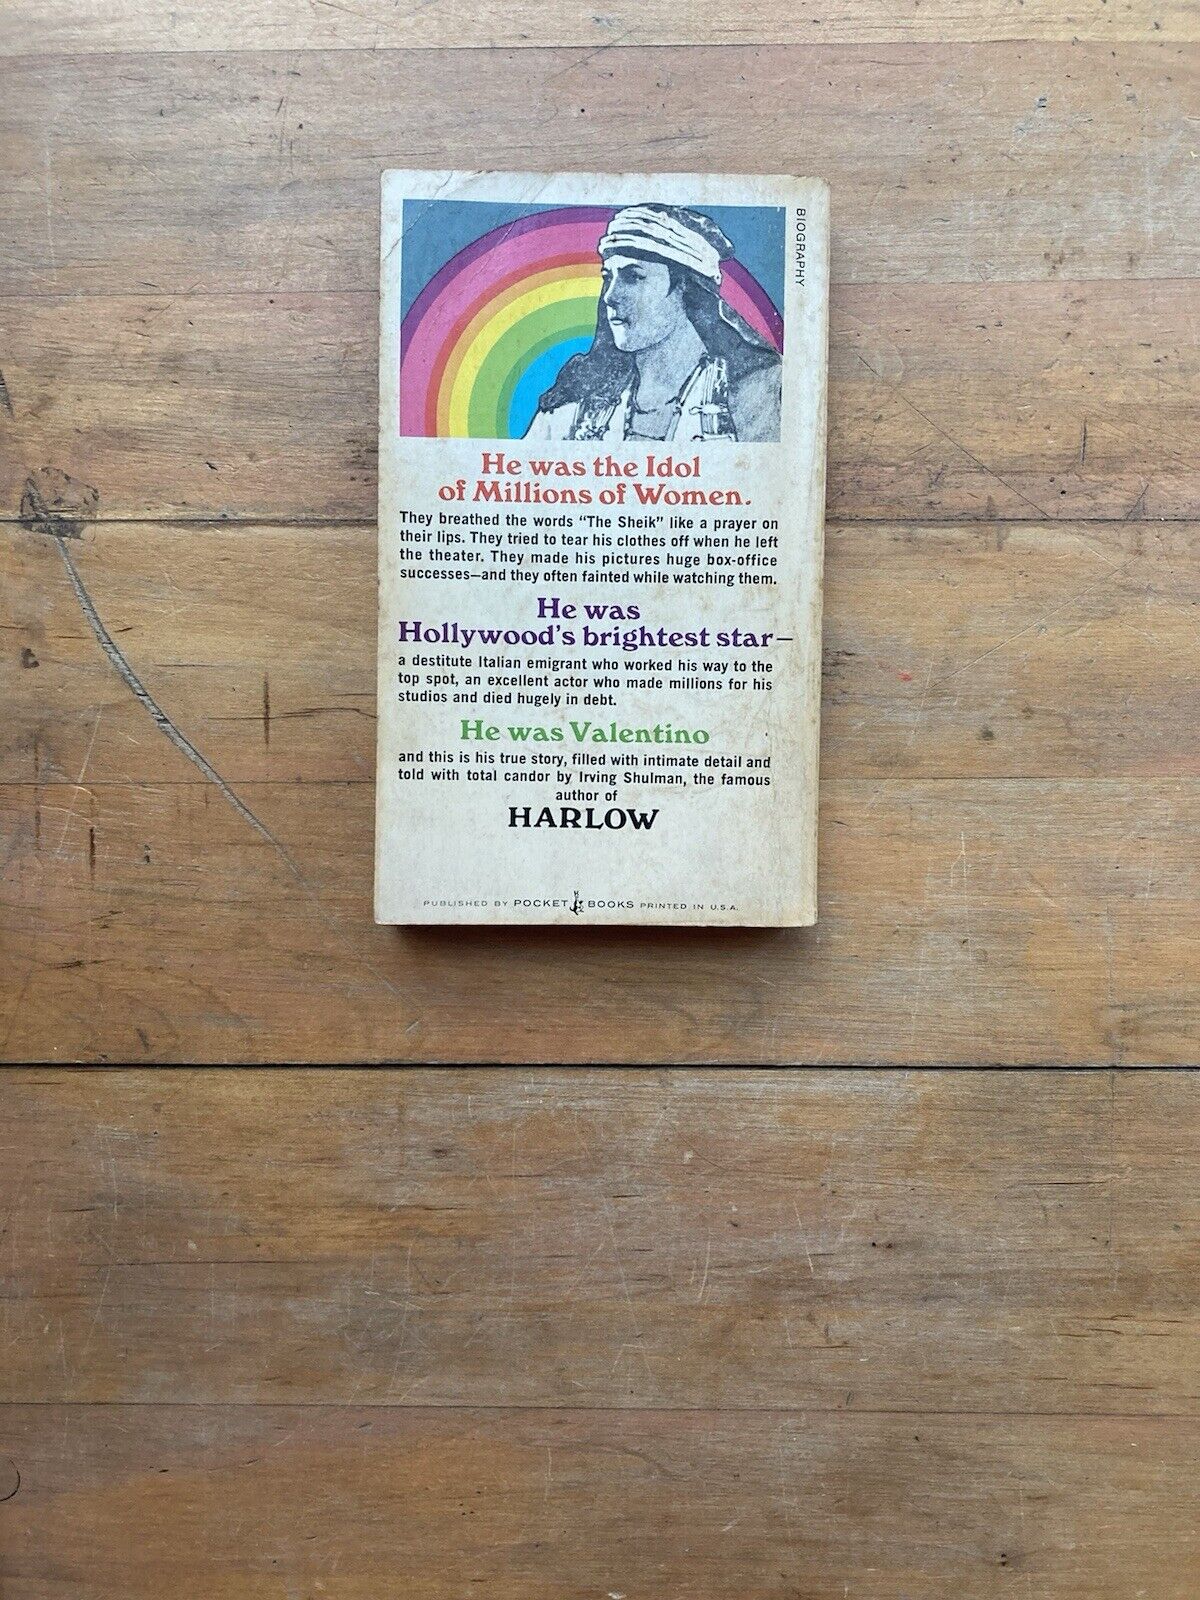 BIOGRAPHY
He was the Idol
of Millions of Women.
They breathed the words “The Sheik” like a prayer on
their lips. They tried to tear his clothes off when he left
the theater. They made his pictures huge box-office
successes—and they often fainted while watching them.
He was
Hollywood's brightest star—
a destitute Italian emigrant who worked his way to the
top spot, an excellent actor who made millions for his
studios and died hugely in debt.
He was Valentino
and this is his true story, filled with intimate detail and
told with total candor by Irving Shulman, the famous
author of
HARLOW
PUBLISHED BY POCKET BOOKS PRINTED IN U.S.A.